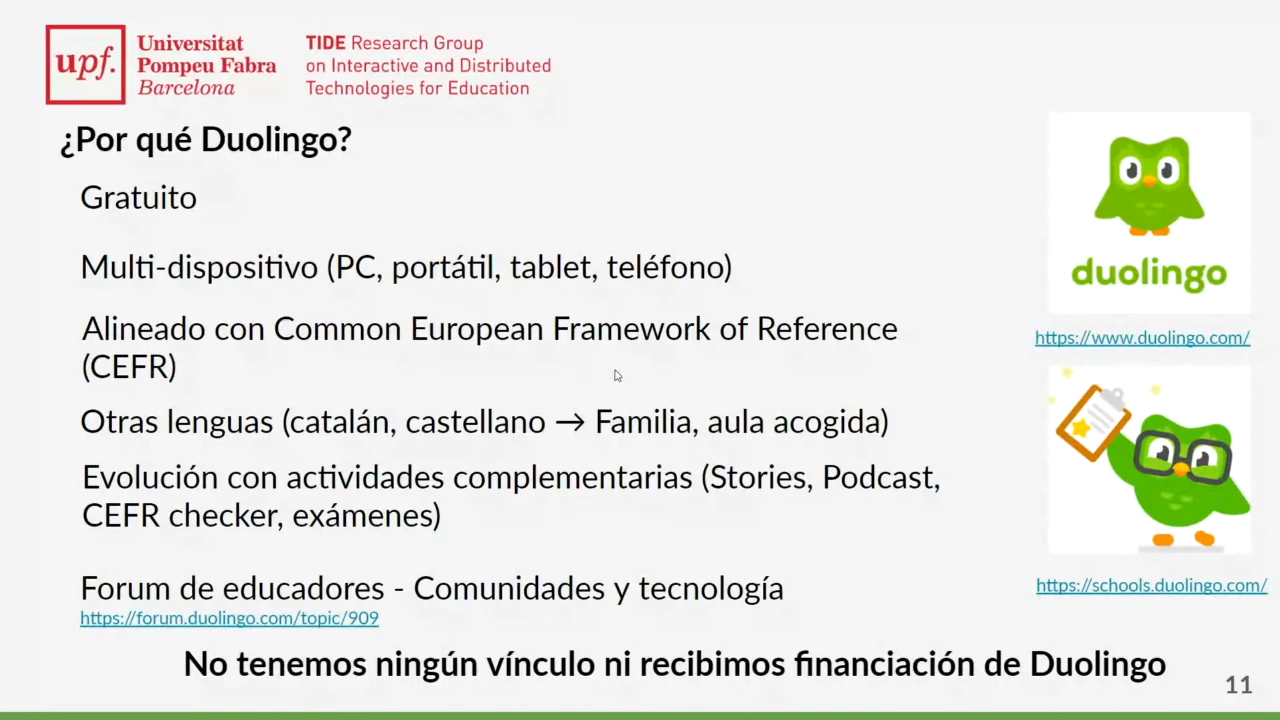 upf.
Universitat
Pompeu Fabra
Barcelona
TIDE Research Group
on Interactive and Distributed
Technologies for Education
¿Por qué Duolingo?
Gratuito
Multi-dispositivo (PC, portátil, tablet, teléfono)
Alineado con Common European Framework of Reference
(CEFR)
Otras lenguas (catalán, castellano → Familia, aula acogida)
Evolución con actividades complementarias (Stories, Podcast,
CEFR checker, exámenes)
Forum de educadores - Comunidades y tecnología
https://forum.duolingo.com/topic/909
duolingo
https://www.duolingo.com/
https://schools.duolingo.com/
No tenemos ningún vínculo ni recibimos financiación de Duolingo
11